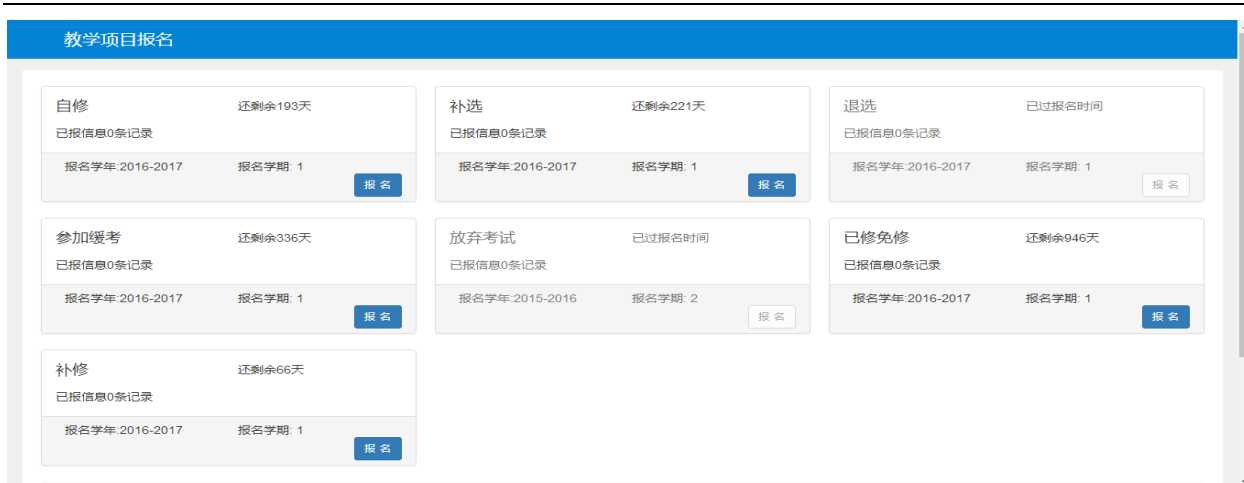 教学项目报名
自修 还剩余193天
已报信息0条记录
报名学年:2016-2017 报名学期: 1
报 名
补选 还剩余221天
已报信息0条记录
报名学年:2016-2017 报名学期: 1
报 名
退选 已过报名时间
已报信息0条记录
报名学年:2016-2017 报名学期: 1
报 名
参加缓考 还剩余336天
已报信息0条记录
报名学年:2016-2017 报名学期: 1
报 名
放弃考试 已过报名时间
已报信息0条记录
报名学年:2015-2016 报名学期: 2
报 名
已修免修 还剩余946天
已报信息0条记录
报名学年:2016-2017 报名学期: 1
报 名
补修 还剩余66天
已报信息0条记录
报名学年:2016-2017 报名学期: 1
报 名